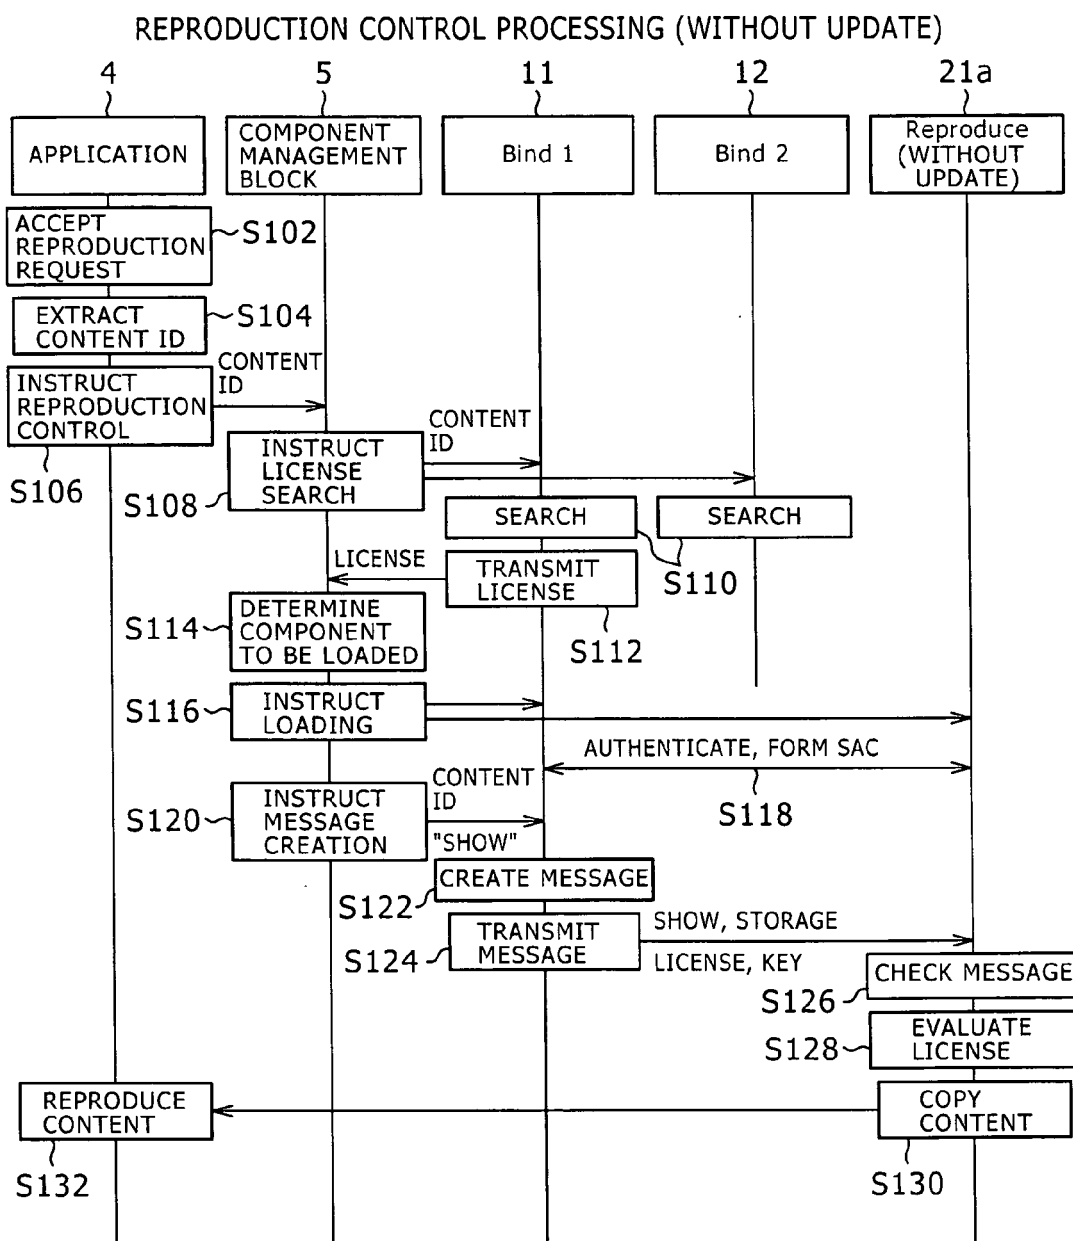 REPRODUCTION CONTROL PROCESSING (WITHOUT UPDATE)
4
5
11
12
21a
APPLICATION
COMPONENT
MANAGEMENT
BLOCK
Bind 1
Bind 2
Reproduce
(WITHOUT
UPDATE)
ACCEPT
REPRODUCTION
REQUEST
S102
EXTRACT
CONTENT ID
S104
INSTRUCT
REPRODUCTION
CONTROL
S106
CONTENT
ID
INSTRUCT
LICENSE
SEARCH
S108
CONTENT
ID
SEARCH
SEARCH
S110
LICENSE
TRANSMIT
LICENSE
S112
S114
DETERMINE
COMPONENT
TO BE LOADED
S116
INSTRUCT
LOADING
AUTHENTICATE, FORM SAC
S118
S120
INSTRUCT
MESSAGE
CREATION
CONTENT
ID
"SHOW"
S122
CREATE MESSAGE
S124
TRANSMIT
MESSAGE
SHOW, STORAGE
LICENSE, KEY
S126
CHECK MESSAGE
S128
EVALUATE
LICENSE
REPRODUCE
CONTENT
S132
COPY
CONTENT
S130